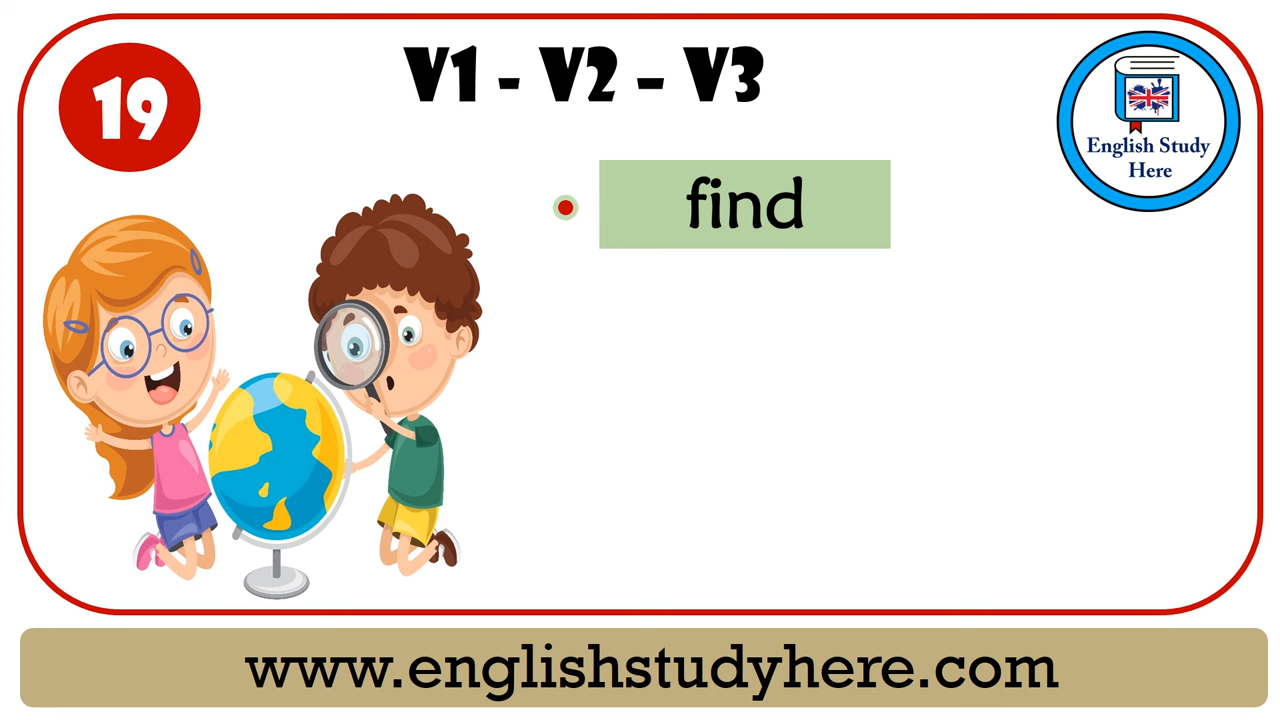 19
V1 - V2 – V3
English Study
Here
find
www.englishstudyhere.com